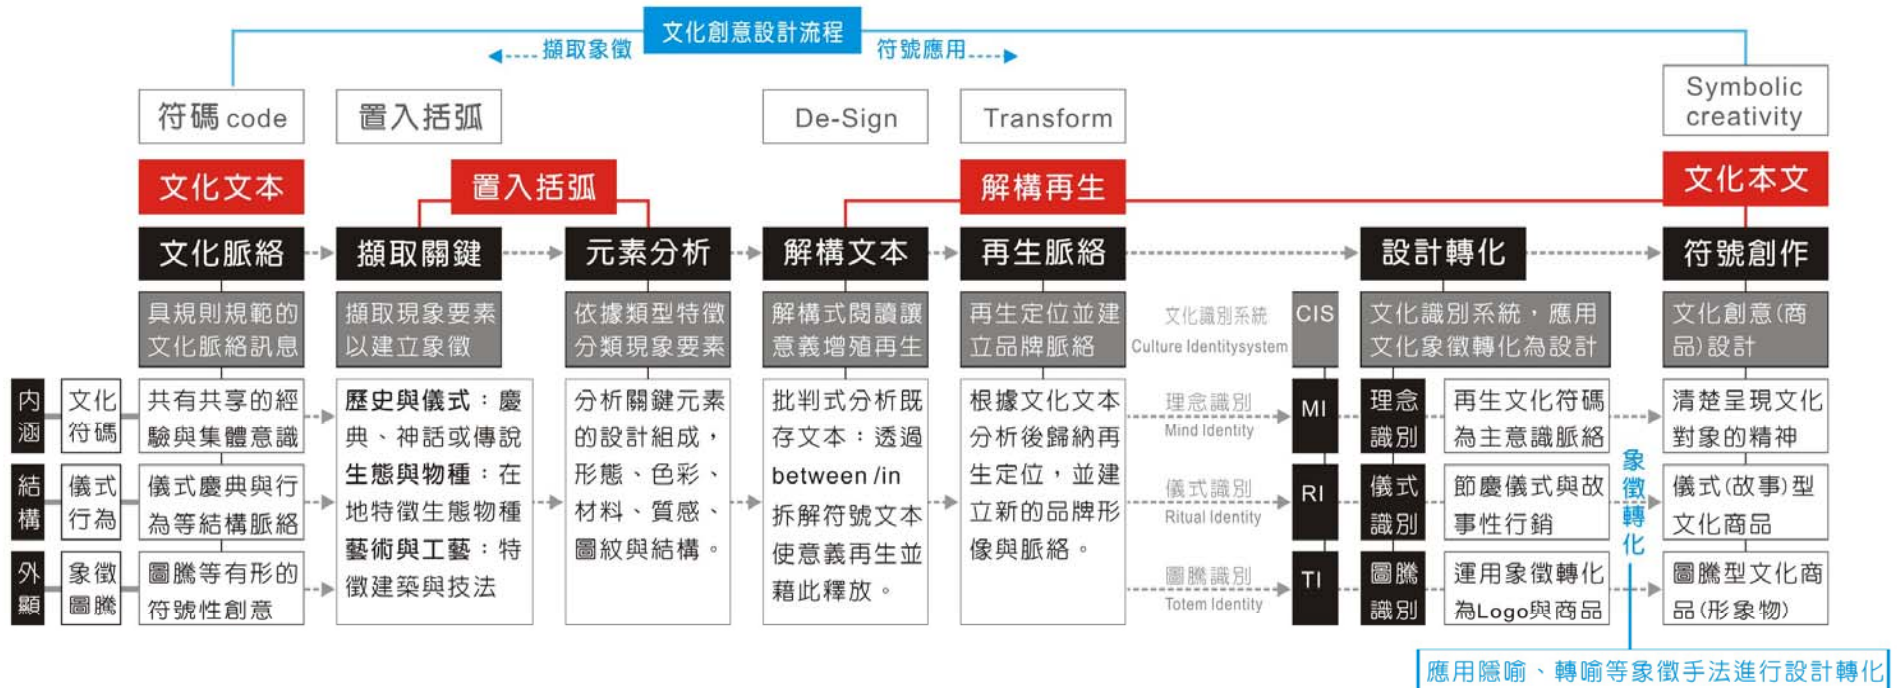 文化創意設計流程
擷取象徵
符號應用
符碼 code
置入括弧
De-Sign
Transform
Symbolic
creativity
文化文本
置入括弧
解構再生
文化本文
文化脈絡
擷取關鍵
元素分析
解構文本
再生脈絡
設計轉化
符號創作
具規則規範的
文化脈絡訊息
擷取現象要素
以建立象徵
依據類型特徵
分類現象要素
解構式閱讀讓
意義增殖再生
再生定位並建
立品牌脈絡
文化識別系統
Culture Identitysystem
CIS
文化識別系統，應用
文化象徵轉化為設計
文化創意(商
品)設計
內
涵
文化
符碼
共有共享的經
驗與集體意識
結
構
儀式
行為
儀式慶典與行
為等結構脈絡
外
顯
象徵
圖騰
圖騰等有形的
符號性創意
歷史與儀式：慶
典、神話或傳說
生態與物種：在
地特徵生態物種
藝術與工藝：特
徵建築與技法
分析關鍵元素
的設計組成，
形態、色彩、
材料、質感、
圖紋與結構。
批判式分析既
存文本：透過
between /in
拆解符號文本
使意義再生並
藉此釋放。
根據文化文本
分析後歸納再
生定位，並建
立新的品牌形
像與脈絡。
理念識別
Mind Identity
MI
理念
識別
再生文化符碼
為主意識脈絡
清楚呈現文化
對象的精神
儀式識別
Ritual Identity
RI
儀式
識別
節慶儀式與故
事性行銷
儀式(故事)型
文化商品
圖騰識別
Totem Identity
TI
圖騰
識別
運用象徵轉化
為Logo與商品
圖騰型文化商
品(形象物)
象
徵
轉
化
應用隱喻、轉喻等象徵手法進行設計轉化